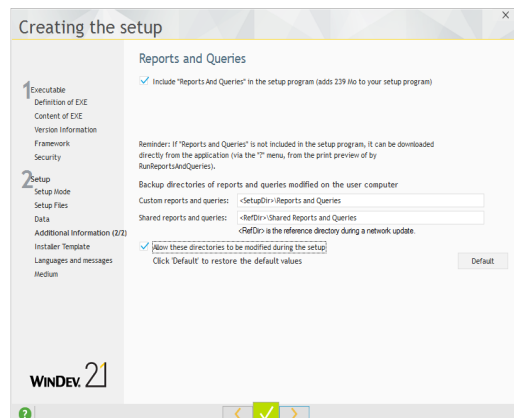 Creating the setup
×
1 Executable
Definition of EXE
Content of EXE
Version Information
Framework
Security
2 Setup
Setup Mode
Setup Files
Data
Additional Information (2/2)
Installer Template
Languages and messages
Medium
WINDEV. 21
?
Reports and Queries
Include "Reports And Queries" in the setup program (adds 239 Mo to your setup program)
Reminder: If "Reports and Queries" is not included in the setup program, it can be downloaded
directly from the application (via the "?" menu, from the print preview of by
RunReportsAndQueries).
Backup directories of reports and queries modified on the user computer
Custom reports and queries: <SetupDir>\Reports and Queries
Shared reports and queries: <RefDir>\Shared Reports and Queries
<RefDir> is the reference directory during a network update.
Allow these directories to be modified during the setup
Click 'Default' to restore the default values
Default